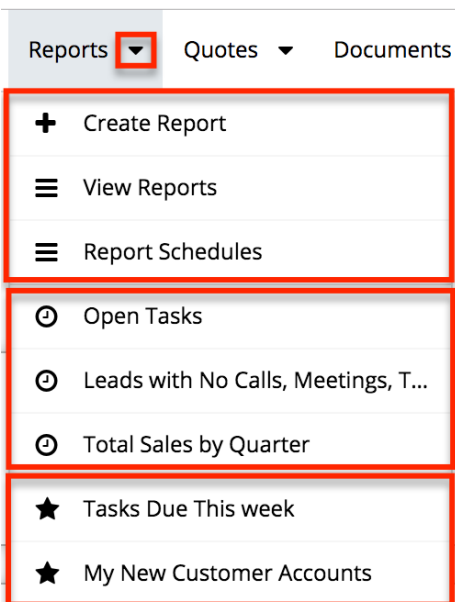 Reports Quotes Documents
Create Report
View Reports
Report Schedules
Open Tasks
Leads with No Calls, Meetings, T...
Total Sales by Quarter
Tasks Due This week
My New Customer Accounts